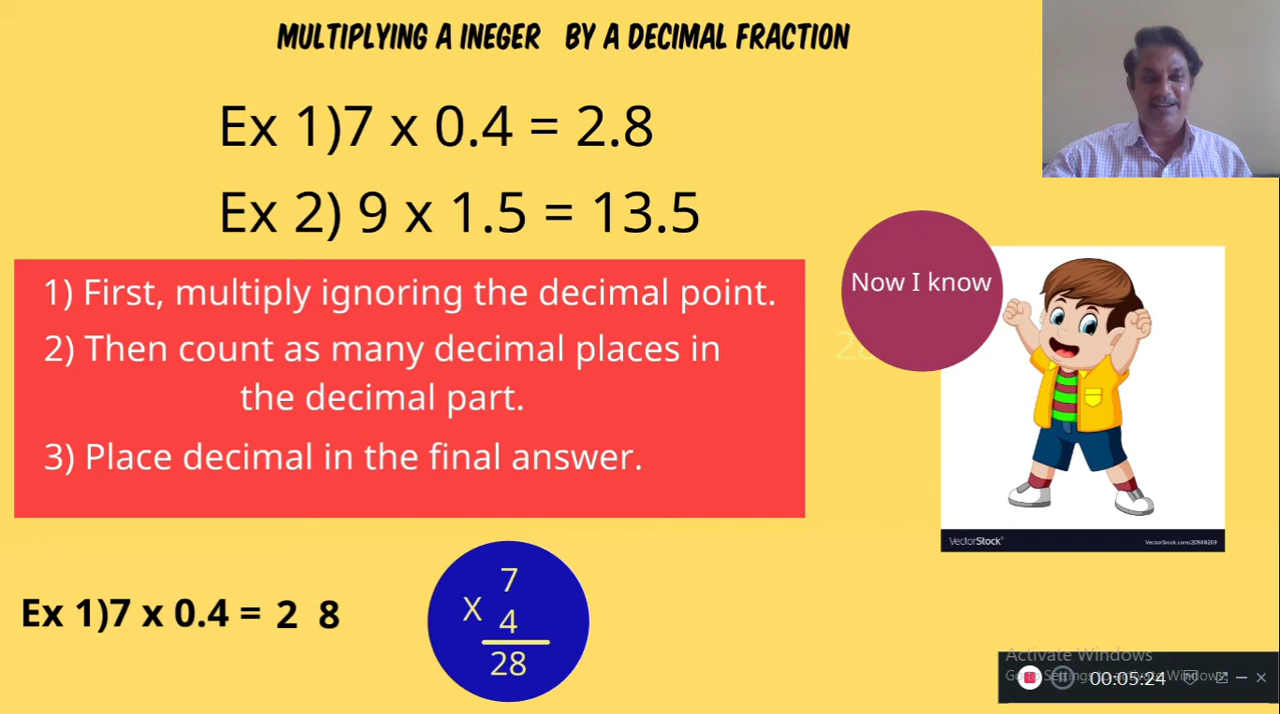 MULTIPLYING A INEGER BY A DECIMAL FRACTION
Ex 1)7 x 0.4 = 2.8
Ex 2) 9 x 1.5 = 13.5
1) First, multiply ignoring the decimal point.
2) Then count as many decimal places in
the decimal part.
3) Place decimal in the final answer.
Now I know
VectorStock®
VectorStock.com/20988209
Ex 1)7 x 0.4 = 2 8
7
X 4
28
Activate Windows
00:05:24